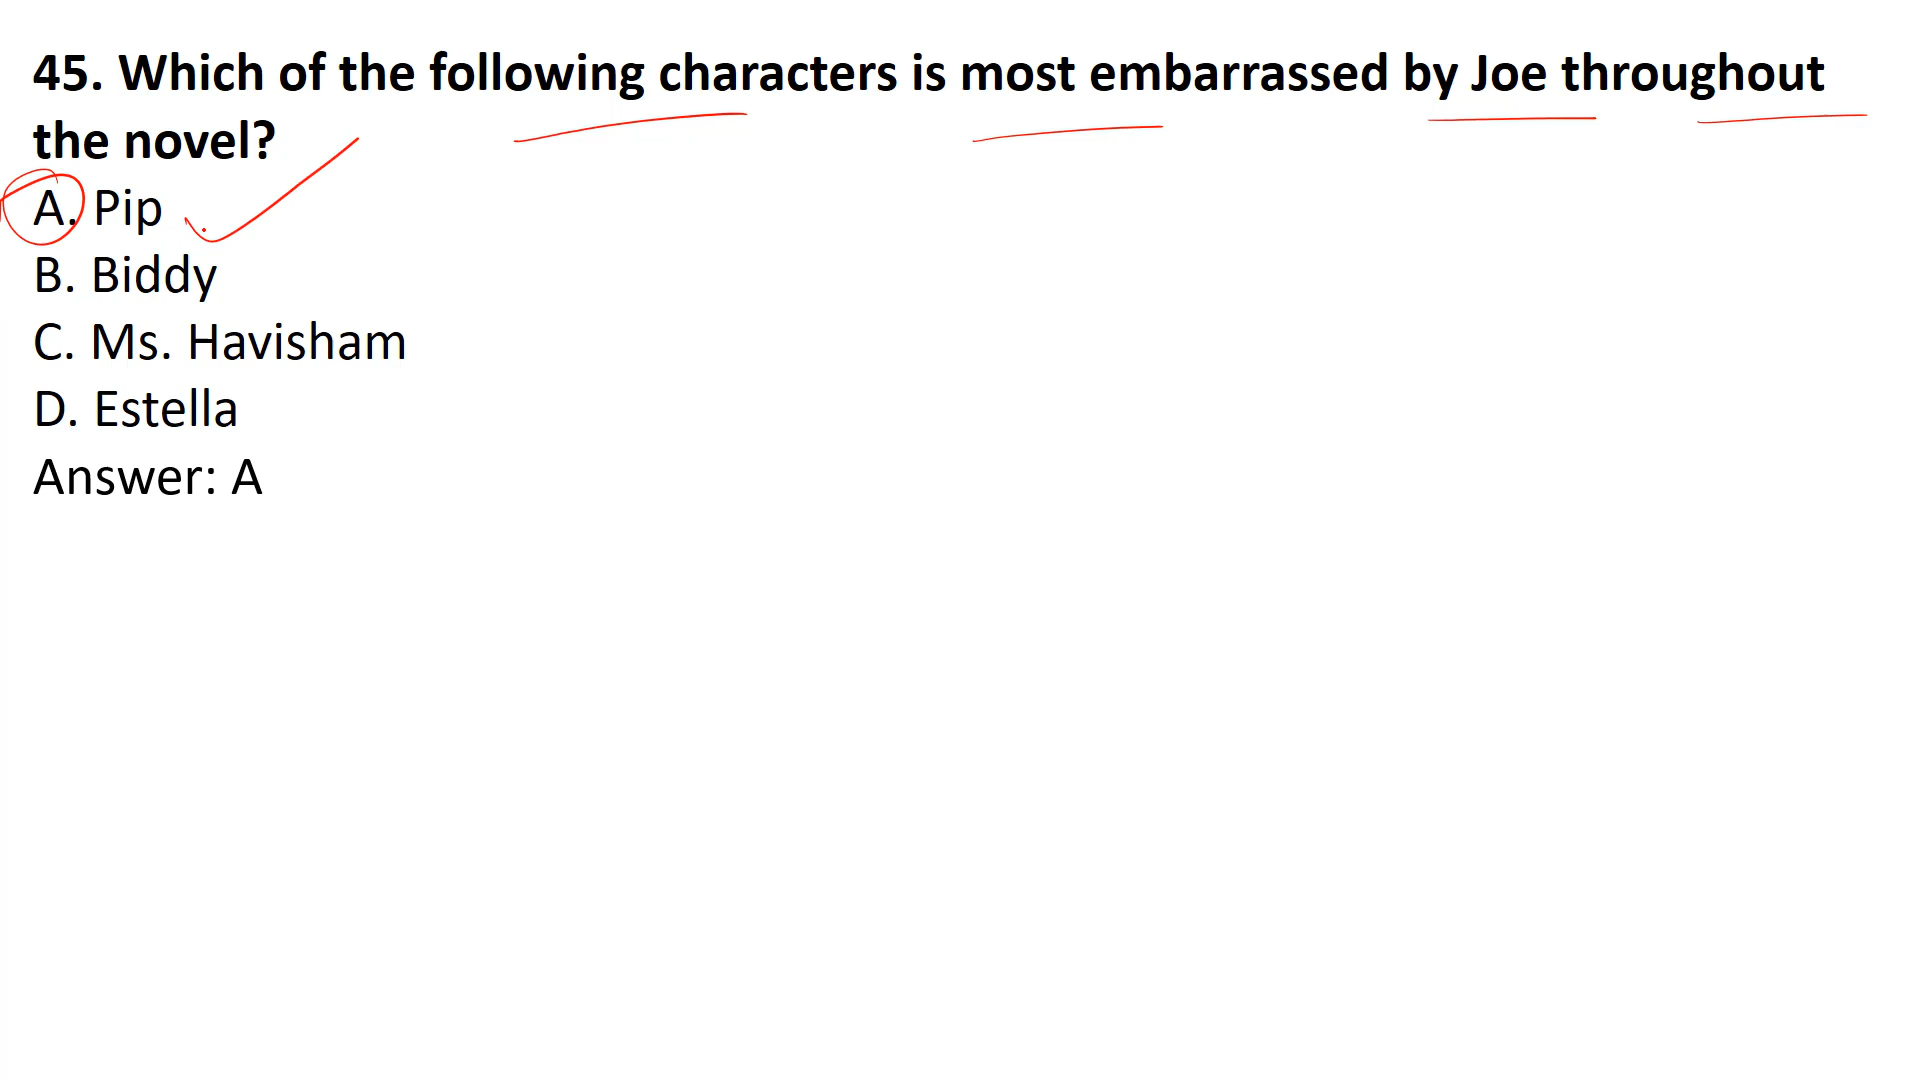 45. Which of the following characters is most embarrassed by Joe throughout
the novel?
A. Pip
B. Biddy
C. Ms. Havisham
D. Estella
Answer: A